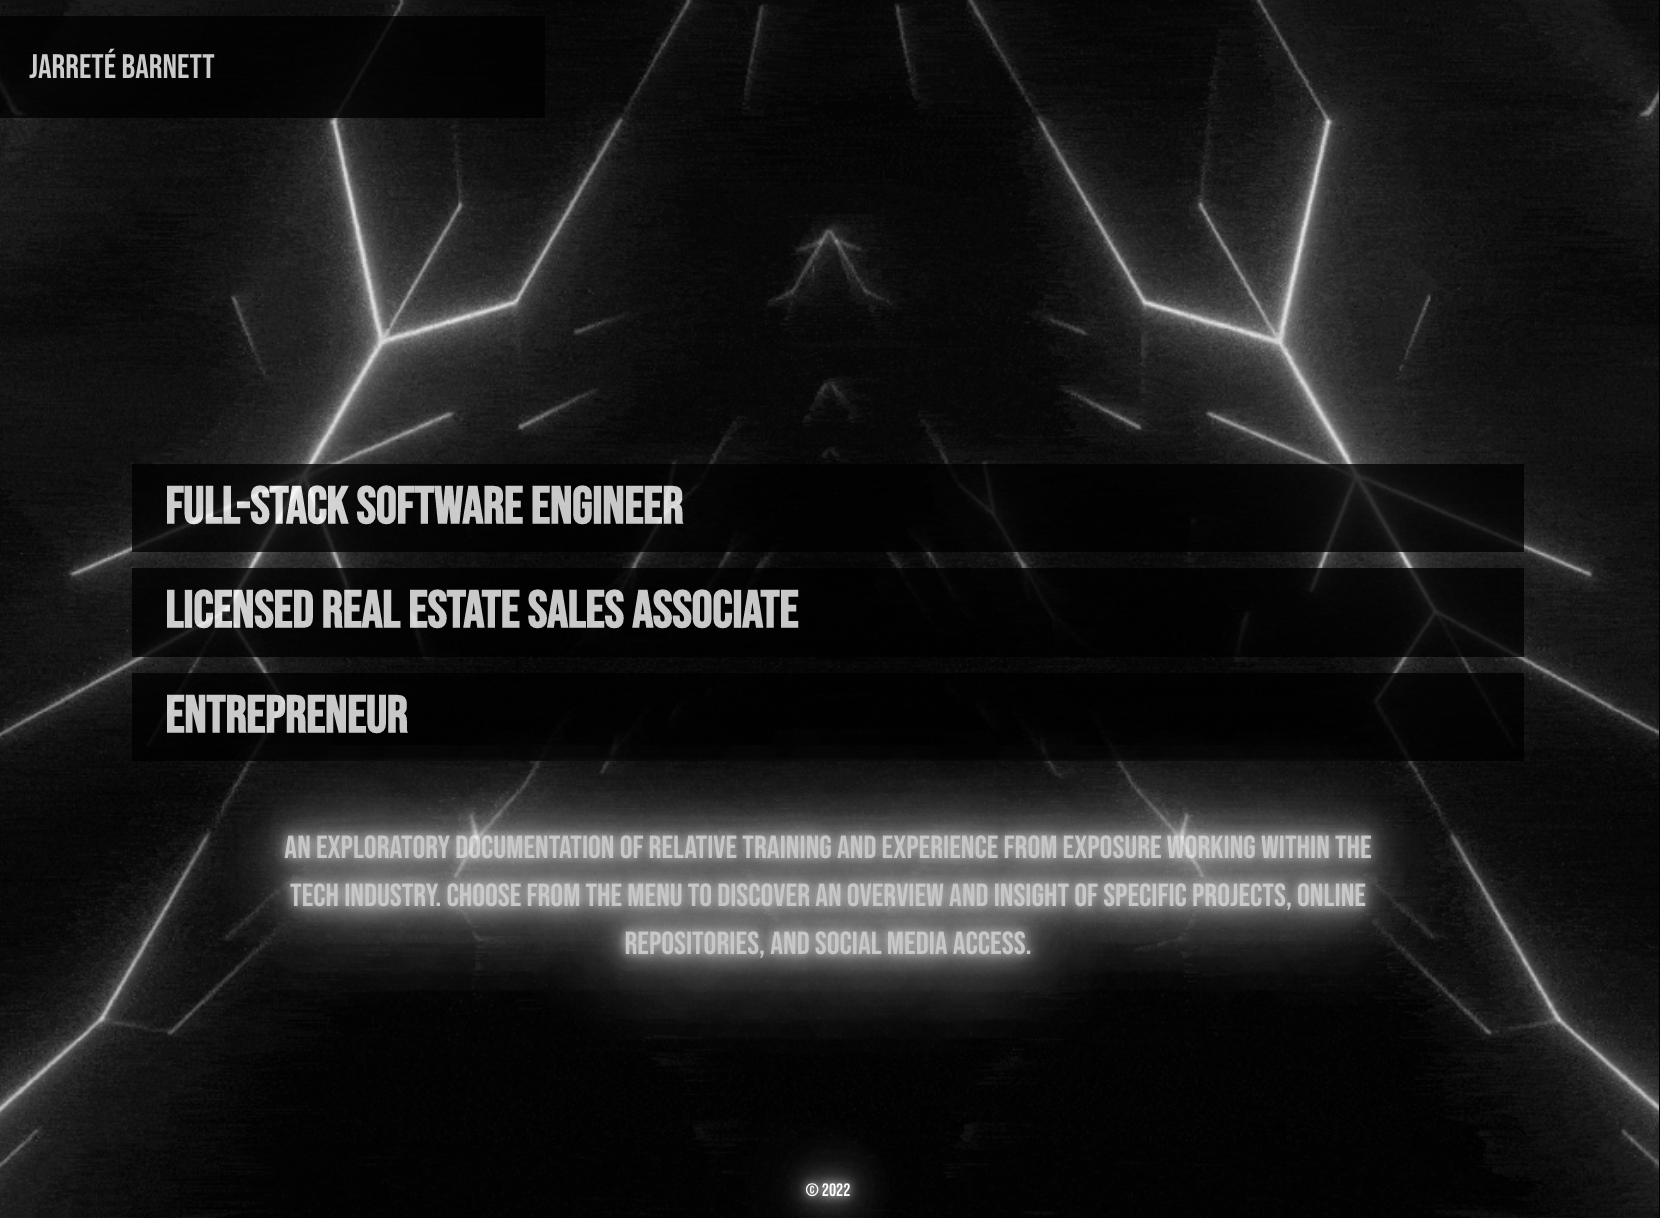 JARRETÉ BARNETT
FULL-STACK SOFTWARE ENGINEER
LICENSED REAL ESTATE SALES ASSOCIATE
ENTREPRENEUR
AN EXPLORATORY DOCUMENTATION OF RELATIVE TRAINING AND EXPERIENCE FROM EXPOSURE WORKING WITHIN THE
TECH INDUSTRY. CHOOSE FROM THE MENU TO DISCOVER AN OVERVIEW AND INSIGHT OF SPECIFIC PROJECTS, ONLINE
REPOSITORIES, AND SOCIAL MEDIA ACCESS.
© 2022